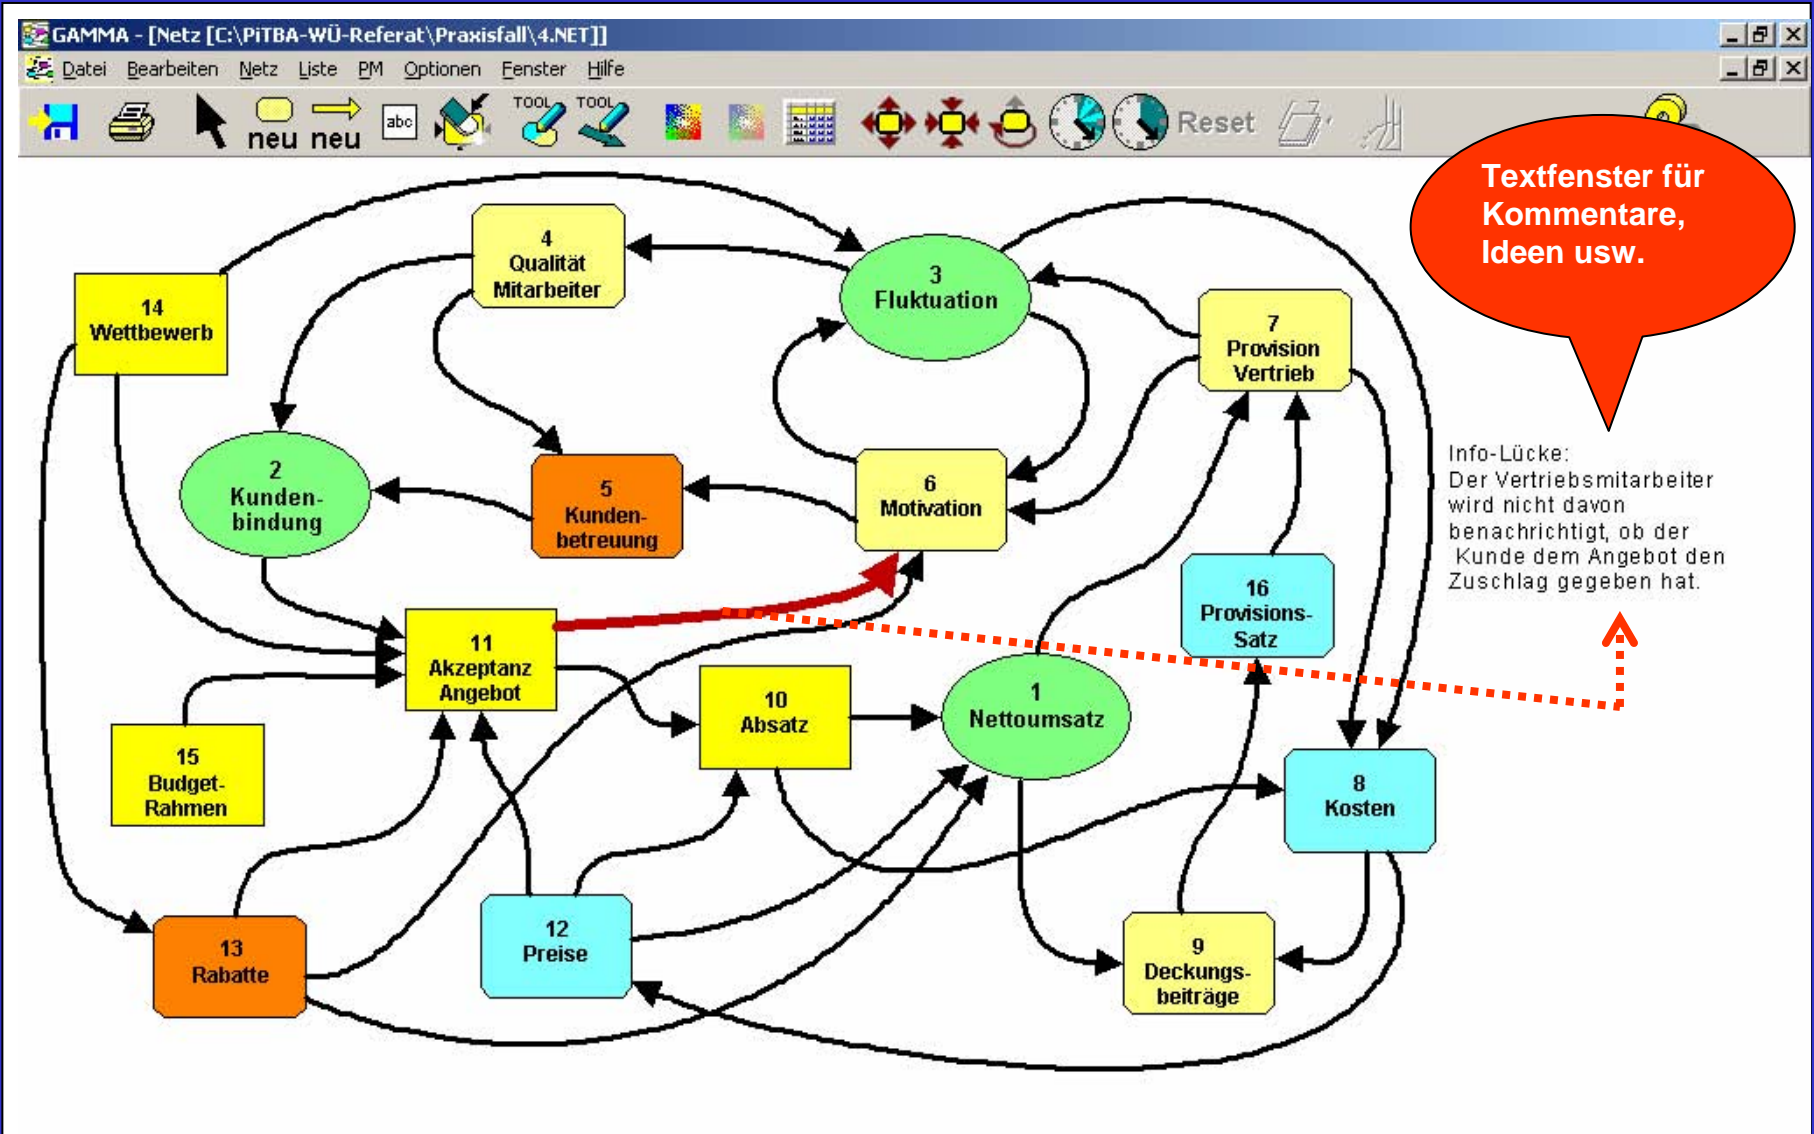 GAMMA - [Netz [C:\PiTBA-WÜ-Referat\Praxisfall\4.NET]]
Datei Bearbeiten Netz Liste PM Optionen Fenster Hilfe
TOOL TOOL
neu neu abc Reset
Textfenster für
Kommentare,
Ideen usw.
14
Wettbewerb
4
Qualität
Mitarbeiter
3
Fluktuation
7
Provision
Vertrieb
2
Kunden-
bindung
5
Kunden-
betreuung
6
Motivation
Info-Lücke:
Der Vertriebsmitarbeiter
wird nicht davon
benachrichtigt, ob der
Kunde dem Angebot den
Zuschlag gegeben hat.
16
Provisions-
Satz
11
Akzeptanz
Angebot
10
Absatz
1
Nettoumsatz
15
Budget-
Rahmen
8
Kosten
13
Rabatte
12
Preise
9
Deckungs-
beiträge